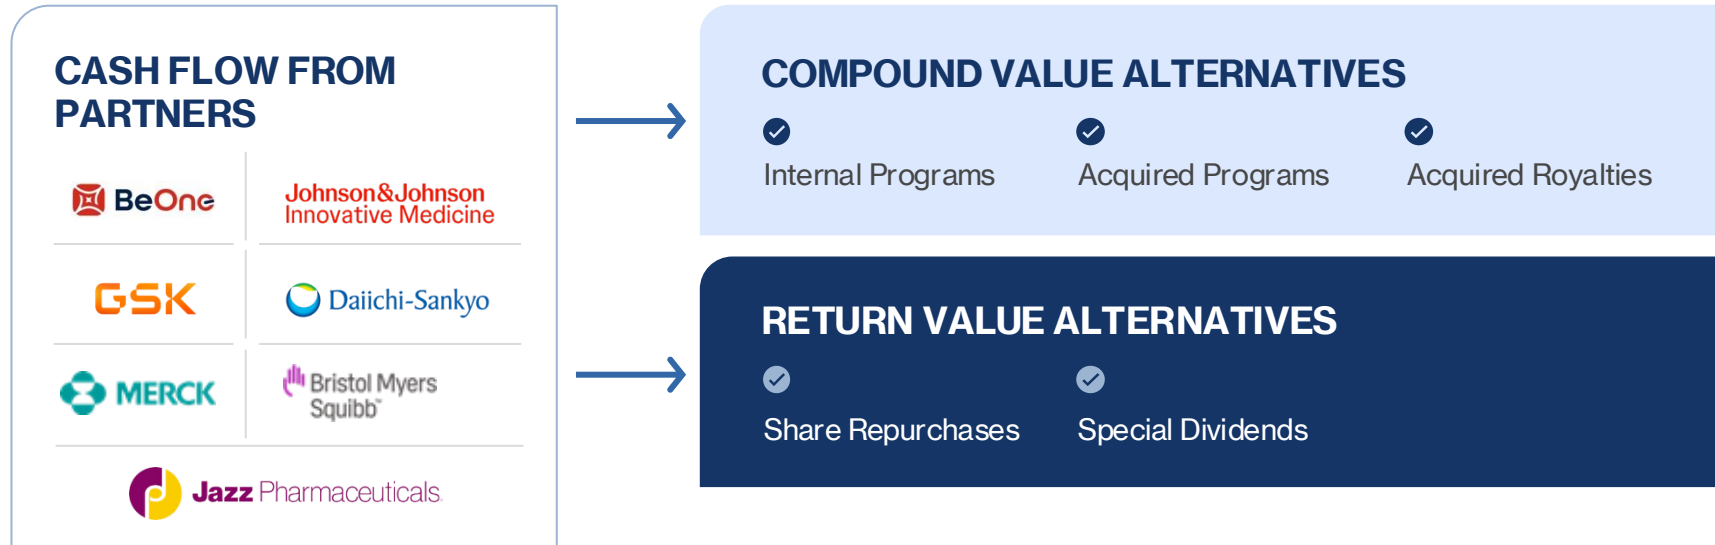 CASH FLOW FROM
PARTNERS
BeOne
Johnson&Johnson
Innovative Medicine
GSK
Daiichi-Sankyo
MERCK
Bristol Myers
Squibb™
Jazz Pharmaceuticals.
COMPOUND VALUE ALTERNATIVES
Internal Programs
Acquired Programs
Acquired Royalties
RETURN VALUE ALTERNATIVES
Share Repurchases
Special Dividends